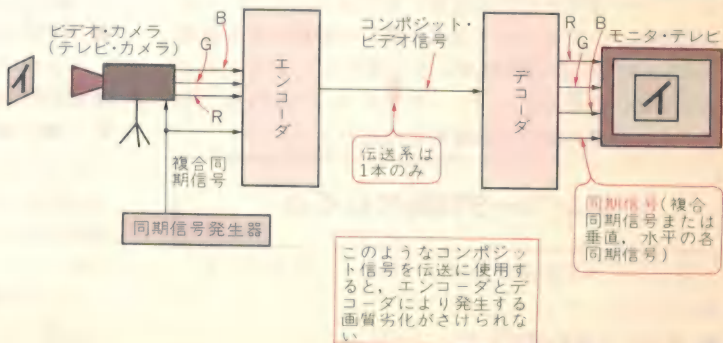 ビデオ・カメラ
(テレビ・カメラ)
イ
B
G
R
複合同
期信号
同期信号発生器
エンコーダ
コンポジット・
ビデオ信号
伝送系は
1本のみ
デコーダ
R
G
B
モニタ・テレビ
イ
同期信号(複合
同期信号または
垂直,水平の各
同期信号)
このようなコンポジッ
ト信号を伝送に使用す
ると,エンコーダとデ
コーダにより発生する
画質劣化がさけられな
い